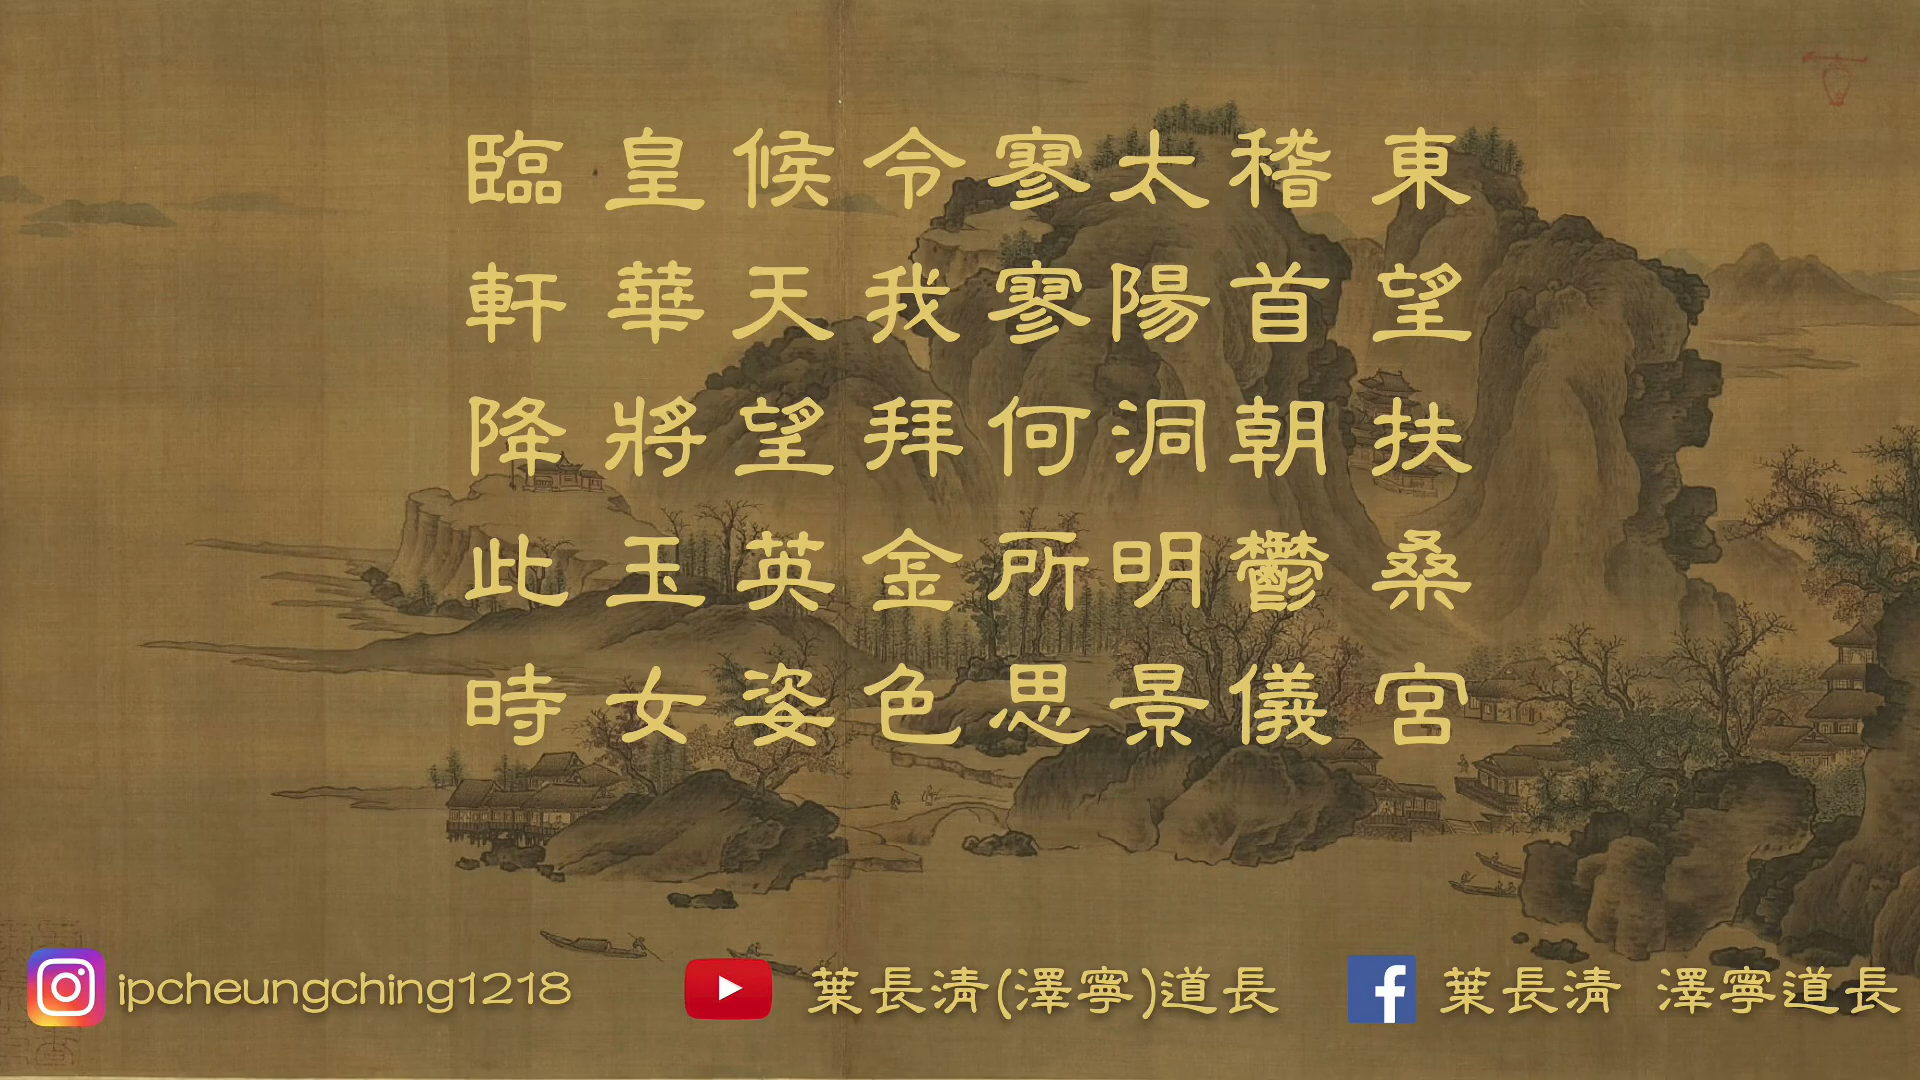 東望扶桑宮
稽首朝鬱儀
太陽洞明景
寥寥何所思
令我拜金色
候天望英姿
皇華將玉女
臨軒降此時
ipcheungching1218
葉長清(澤寧)道長
葉長清 澤寧道長